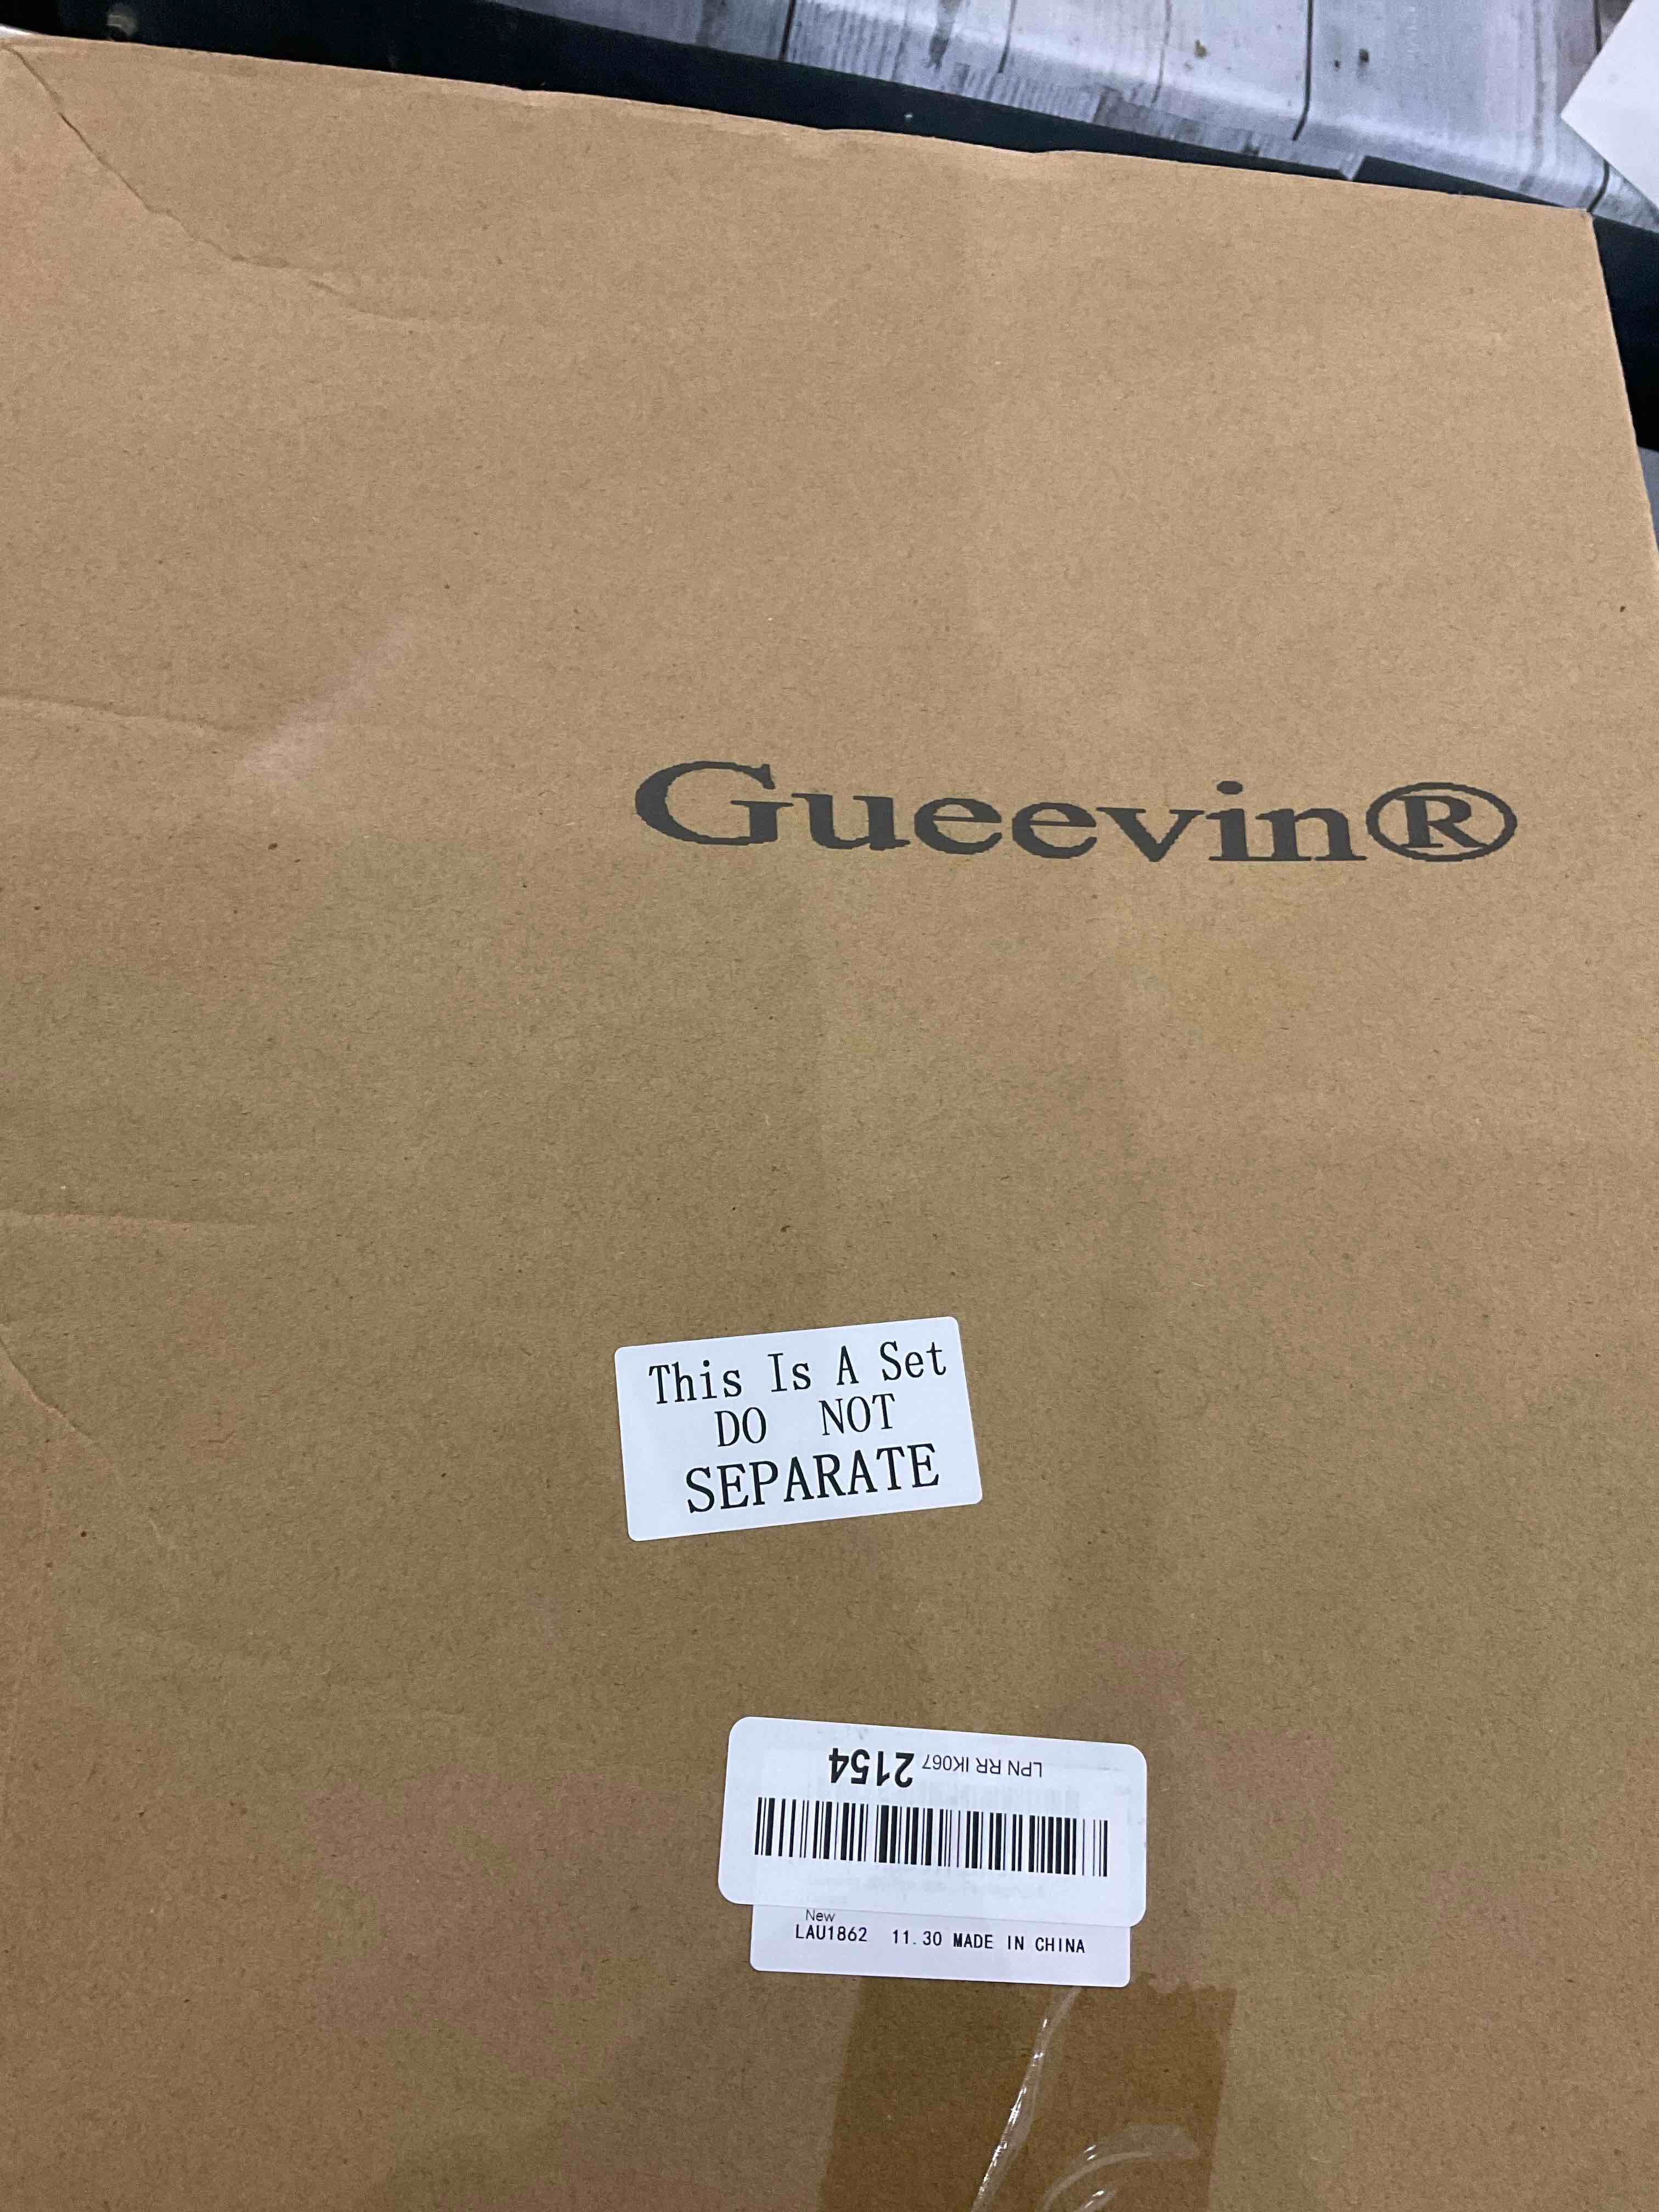 Gueevin®
This Is A Set
DO NOT
SEPARATE
LPN RR IK067 2154
New
LAU1862 11.30 MADE IN CHINA